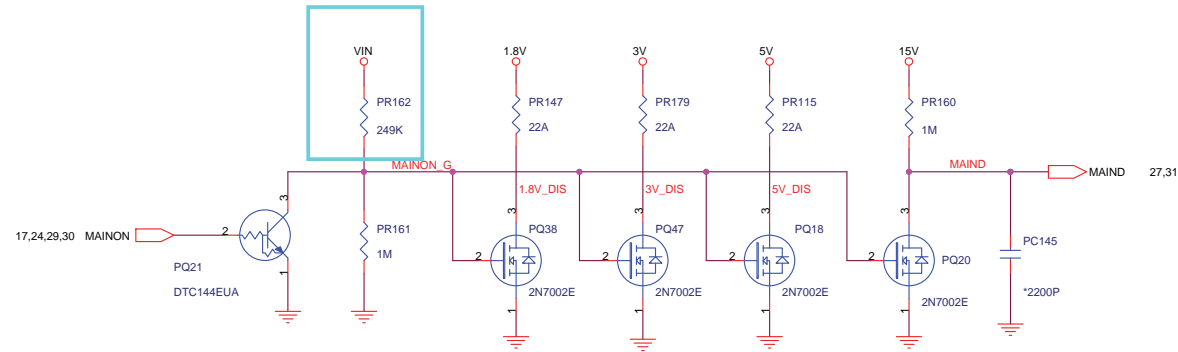 VIN
1.8V
3V
5V
15V
PR162
PR147
PR179
PR115
PR160
249K
22A
22A
22A
1M
MAINON_G
MAIND
MAIND
27,31
1.8V_DIS
3V_DIS
5V_DIS
3
3
3
3
3
17,24,29,30
MAINON
2
PR161
1M
PQ38
PQ47
PQ18
PQ20
PC145
2
2
2
2
PQ21
DTC144EUA
1
2N7002E
2N7002E
2N7002E
2N7002E
*2200P
1
1
1
1